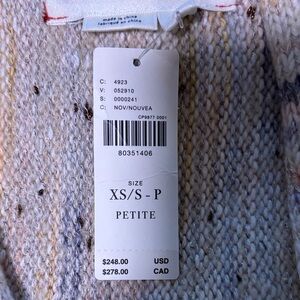 made in china
fabriqué en chine
C: 4923
V: 052910
S: 0000241
C: NOV/NOUVEA
CP9877 0001
80351406
SIZE
XS/S - P
PETITE
$248.00 USD
$278.00 CAD